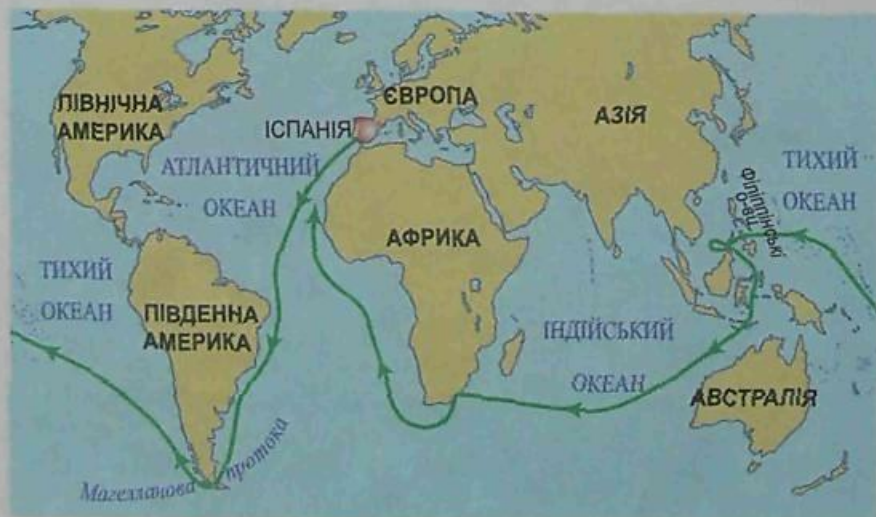 ПІВНІЧНА
АМЕРИКА
ЄВРОПА
АЗІЯ
ІСПАНІЯ
АТЛАНТИЧНИЙ
ОКЕАН
ТИХИЙ
ОКЕАН
Філіппінські
о-ви
АФРИКА
ТИХИЙ
ОКЕАН
ПІВДЕННА
АМЕРИКА
ІНДІЙСЬКИЙ
ОКЕАН
АВСТРАЛІЯ
Магелланова протока